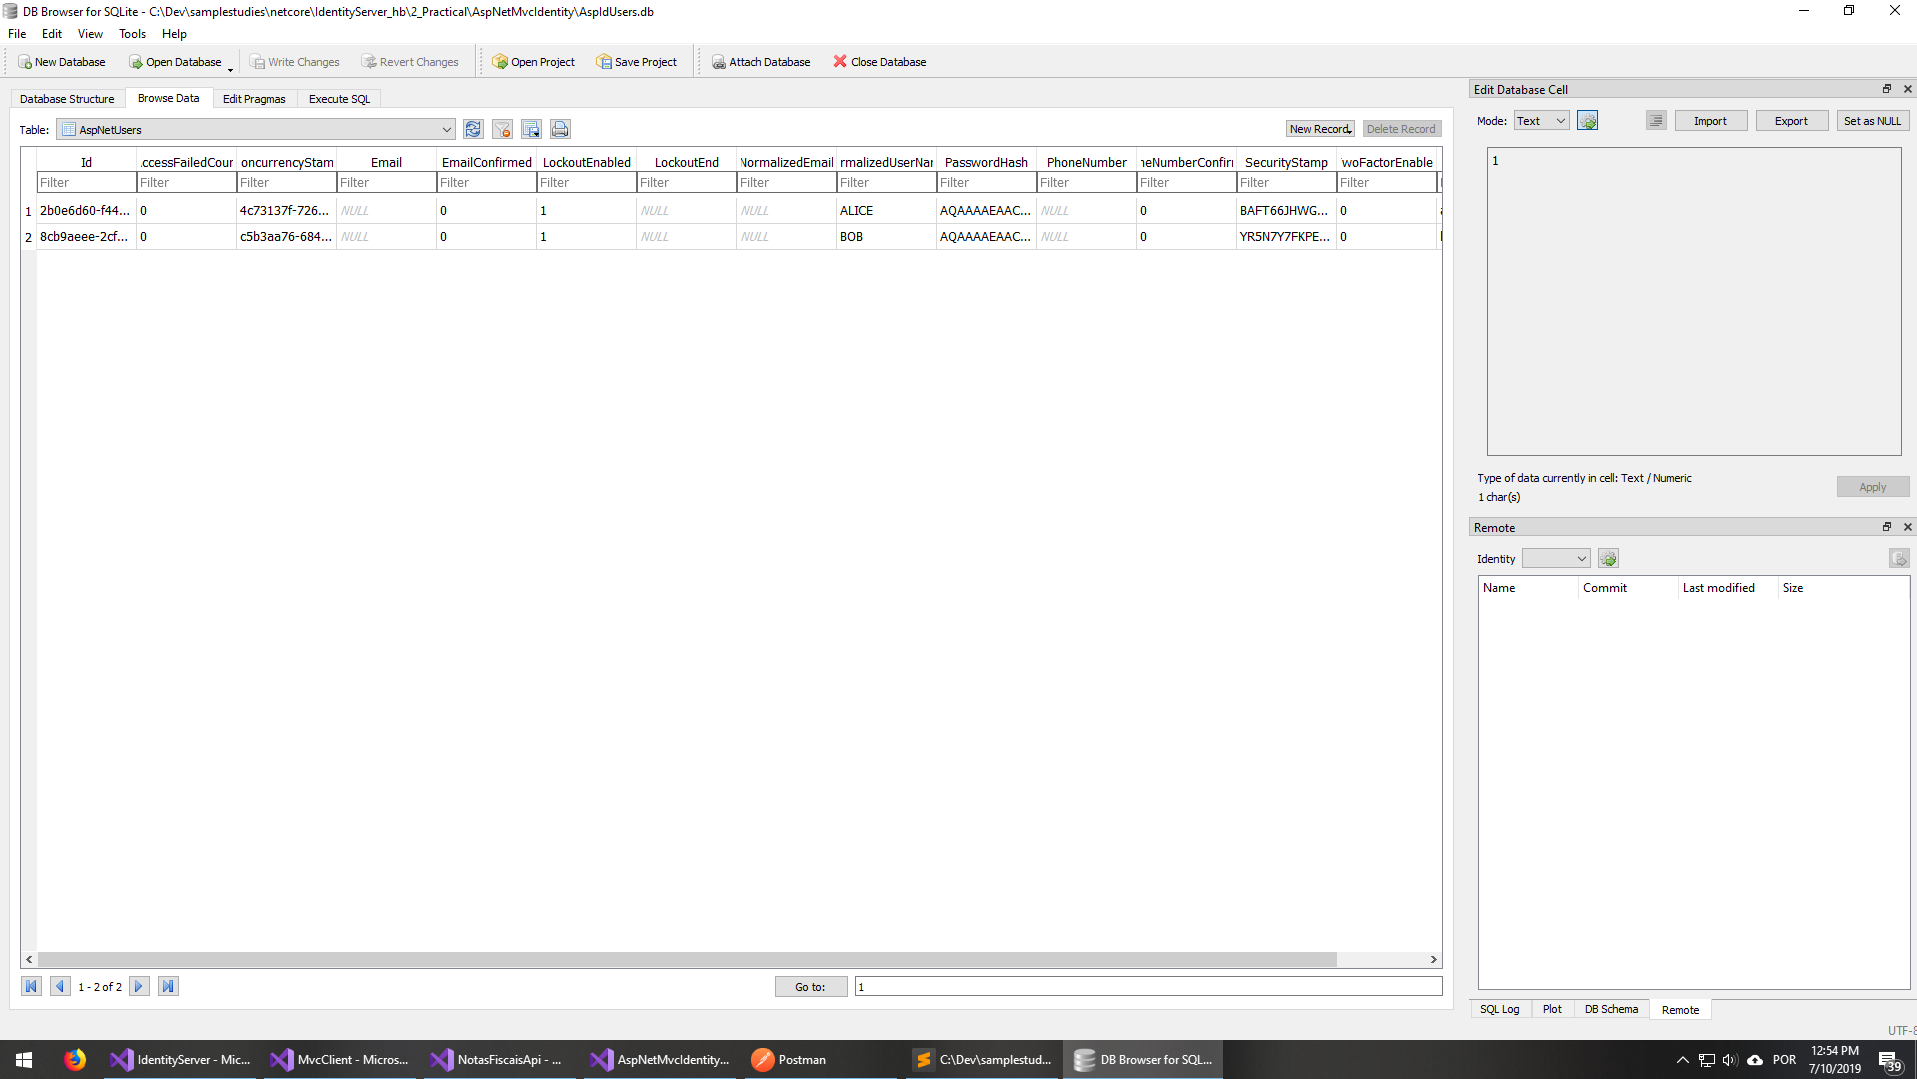 DB Browser for SQLite - C:\Dev\samplestudies\netcore\IdentityServer_hb\2_Practical\AspNetMvcIdentity\AspIdUsers.db
File Edit View Tools Help
New Database Open Database Write Changes Revert Changes Open Project Save Project Attach Database Close Database
Database Structure Browse Data Edit Pragmas Execute SQL
Table: AspNetUsers New Record Delete Record
Id .ccessFailedCour oncurrencyStam Email EmailConfirmed LockoutEnabled LockoutEnd NormalizedEmail rmalizedUserNar PasswordHash PhoneNumber neNumberConfirr SecurityStamp woFactorEnable
Filter Filter Filter Filter Filter Filter Filter Filter Filter Filter Filter Filter Filter Filter
1 2b0e6d60-f44... 0 4c73137f-726... NULL 0 1 NULL NULL ALICE AQAAAAEAAC... NULL 0 BAFT66JHWG... 0
2 8cb9aeee-2cf... 0 c5b3aa76-684... NULL 0 1 NULL NULL BOB AQAAAAEAAC... NULL 0 YR5N7Y7FKPE... 0
1 - 2 of 2 Go to: 1
Edit Database Cell
Mode: Text Import Export Set as NULL
1
Type of data currently in cell: Text / Numeric
1 char(s)
Apply
Remote
Identity
Name Commit Last modified Size
SQL Log Plot DB Schema Remote
UTF-8
IdentityServer - Mic... MvcClient - Micros... NotasFiscaisApi - ... AspNetMvcIdentity... Postman C:\Dev\samplestud... DB Browser for SQL... POR
12:54 PM
7/10/2019
39